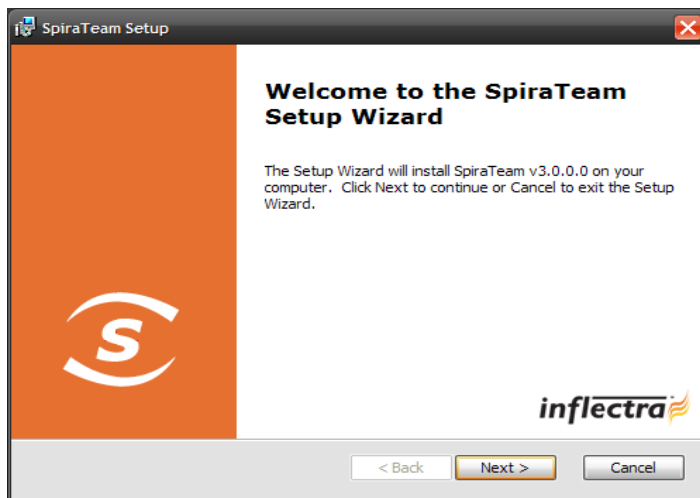 SpiraTeam Setup
Welcome to the SpiraTeam
Setup Wizard
The Setup Wizard will install SpiraTeam v3.0.0.0 on your
computer. Click Next to continue or Cancel to exit the Setup
Wizard.
S
inflectra
< Back
Next >
Cancel